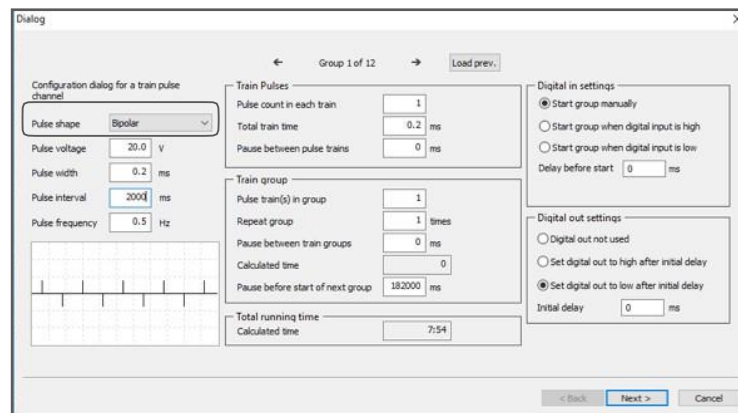 Dialog
← Group 1 of 12 → Load prev.
Configuration dialog for a train pulse
channel
Pulse shape Bipolar
Pulse voltage 20.0 V
Pulse width 0.2 ms
Pulse interval 2000 ms
Pulse frequency 0.5 Hz
Train Pulses
Pulse count in each train 1
Total train time 0.2 ms
Pause between pulse trains 0 ms
Train group
Pulse train(s) in group 1
Repeat group 1 times
Pause between train groups 0 ms
Calculated time 0
Pause before start of next group 182000 ms
Total running time
Calculated time 7:54
Digital in settings
Start group manually
Start group when digital input is high
Start group when digital input is low
Delay before start 0 ms
Digital out settings
Digital out not used
Set digital out to high after initial delay
Set digital out to low after initial delay
Initial delay 0 ms
< Back Next > Cancel